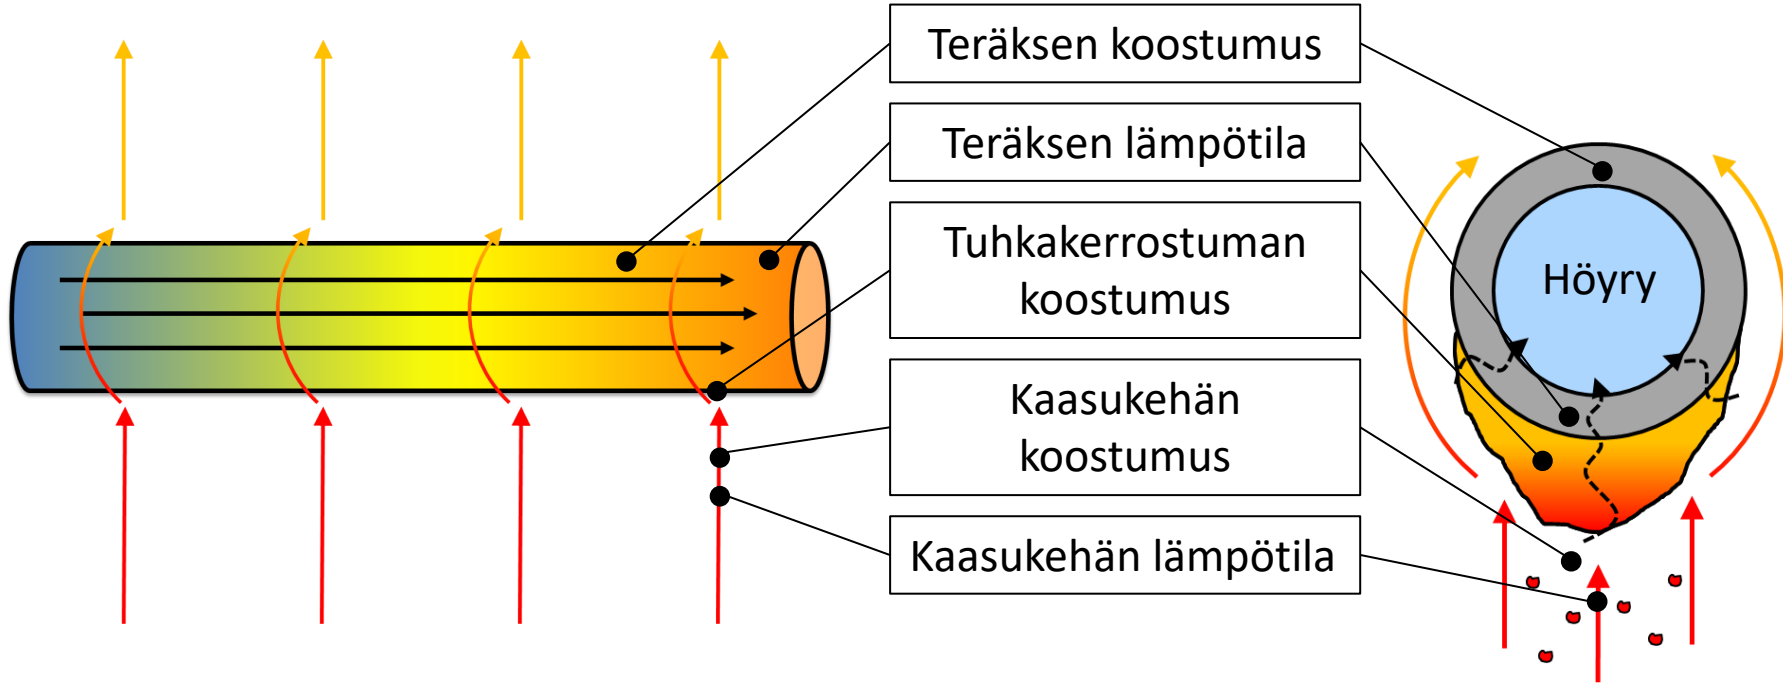 Teräksen koostumus
Teräksen lämpötila
Tuhkakerrostuman
koostumus
Kaasukehän
koostumus
Kaasukehän lämpötila
Höyry